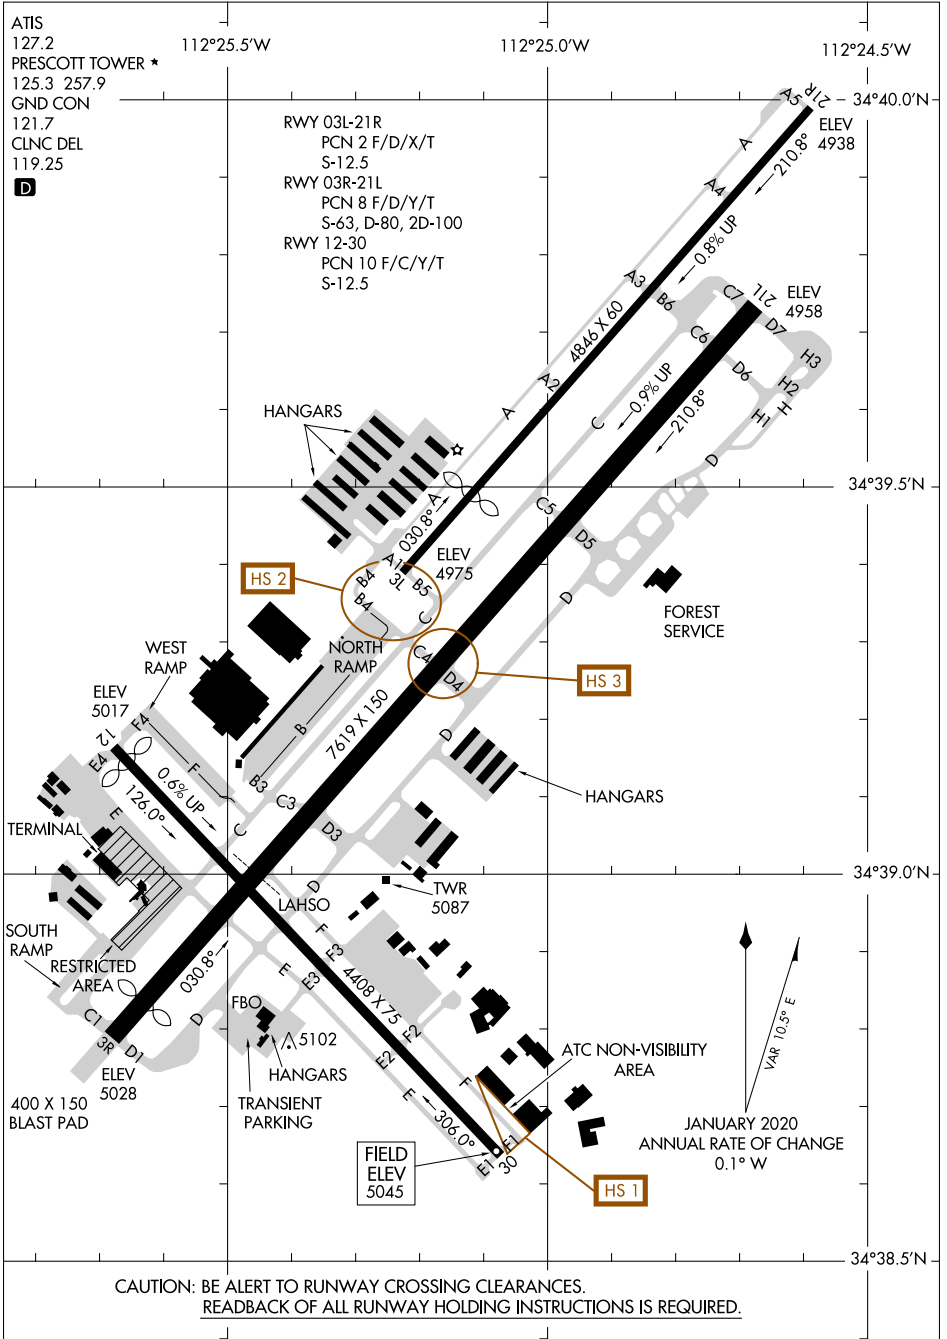 ATIS
127.2
PRESCOTT TOWER ★
125.3 257.9
GND CON
121.7
CLNC DEL
119.25
D
112°25.5'W
112°25.0'W
112°24.5'W
34°40.0'N
RWY 03L-21R
PCN 2 F/D/X/T
S-12.5
RWY 03R-21L
PCN 8 F/D/Y/T
S-63, D-80, 2D-100
RWY 12-30
PCN 10 F/C/Y/T
S-12.5
A5
21R
ELEV
4938
A
210.8°
A4
0.8% UP
A3
B6
C7
21L
ELEV
4958
D7
C6
H3
4846 X 60
D6
H2
A2
0.9% UP
H
H1
210.8°
A
C
HANGARS
D
34°39.5'N
A
030.8°
C5
D5
ELEV
4975
A1
3L
B4
B5
B4
HS 2
C
D
FOREST
SERVICE
WEST
RAMP
NORTH
RAMP
C4
D4
HS 3
ELEV
5017
F4
12
E4
7619 X 150
B
D
F
0.6% UP
126.0°
B3
C3
HANGARS
E
C
D3
TERMINAL
34°39.0'N
D
TWR
5087
LAHSO
SOUTH
RAMP
F
F3
RESTRICTED
AREA
030.8°
E
E3
4408 X 75
VAR 10.5° E
FBO
C1
3R
D1
D
5102
F2
ELEV
5028
HANGARS
E2
ATC NON-VISIBILITY
AREA
F
E
400 X 150
BLAST PAD
TRANSIENT
PARKING
306.0°
JANUARY 2020
ANNUAL RATE OF CHANGE
0.1° W
F1
30
E1
FIELD
ELEV
5045
HS 1
34°38.5'N
CAUTION: BE ALERT TO RUNWAY CROSSING CLEARANCES.
READBACK OF ALL RUNWAY HOLDING INSTRUCTIONS IS REQUIRED.